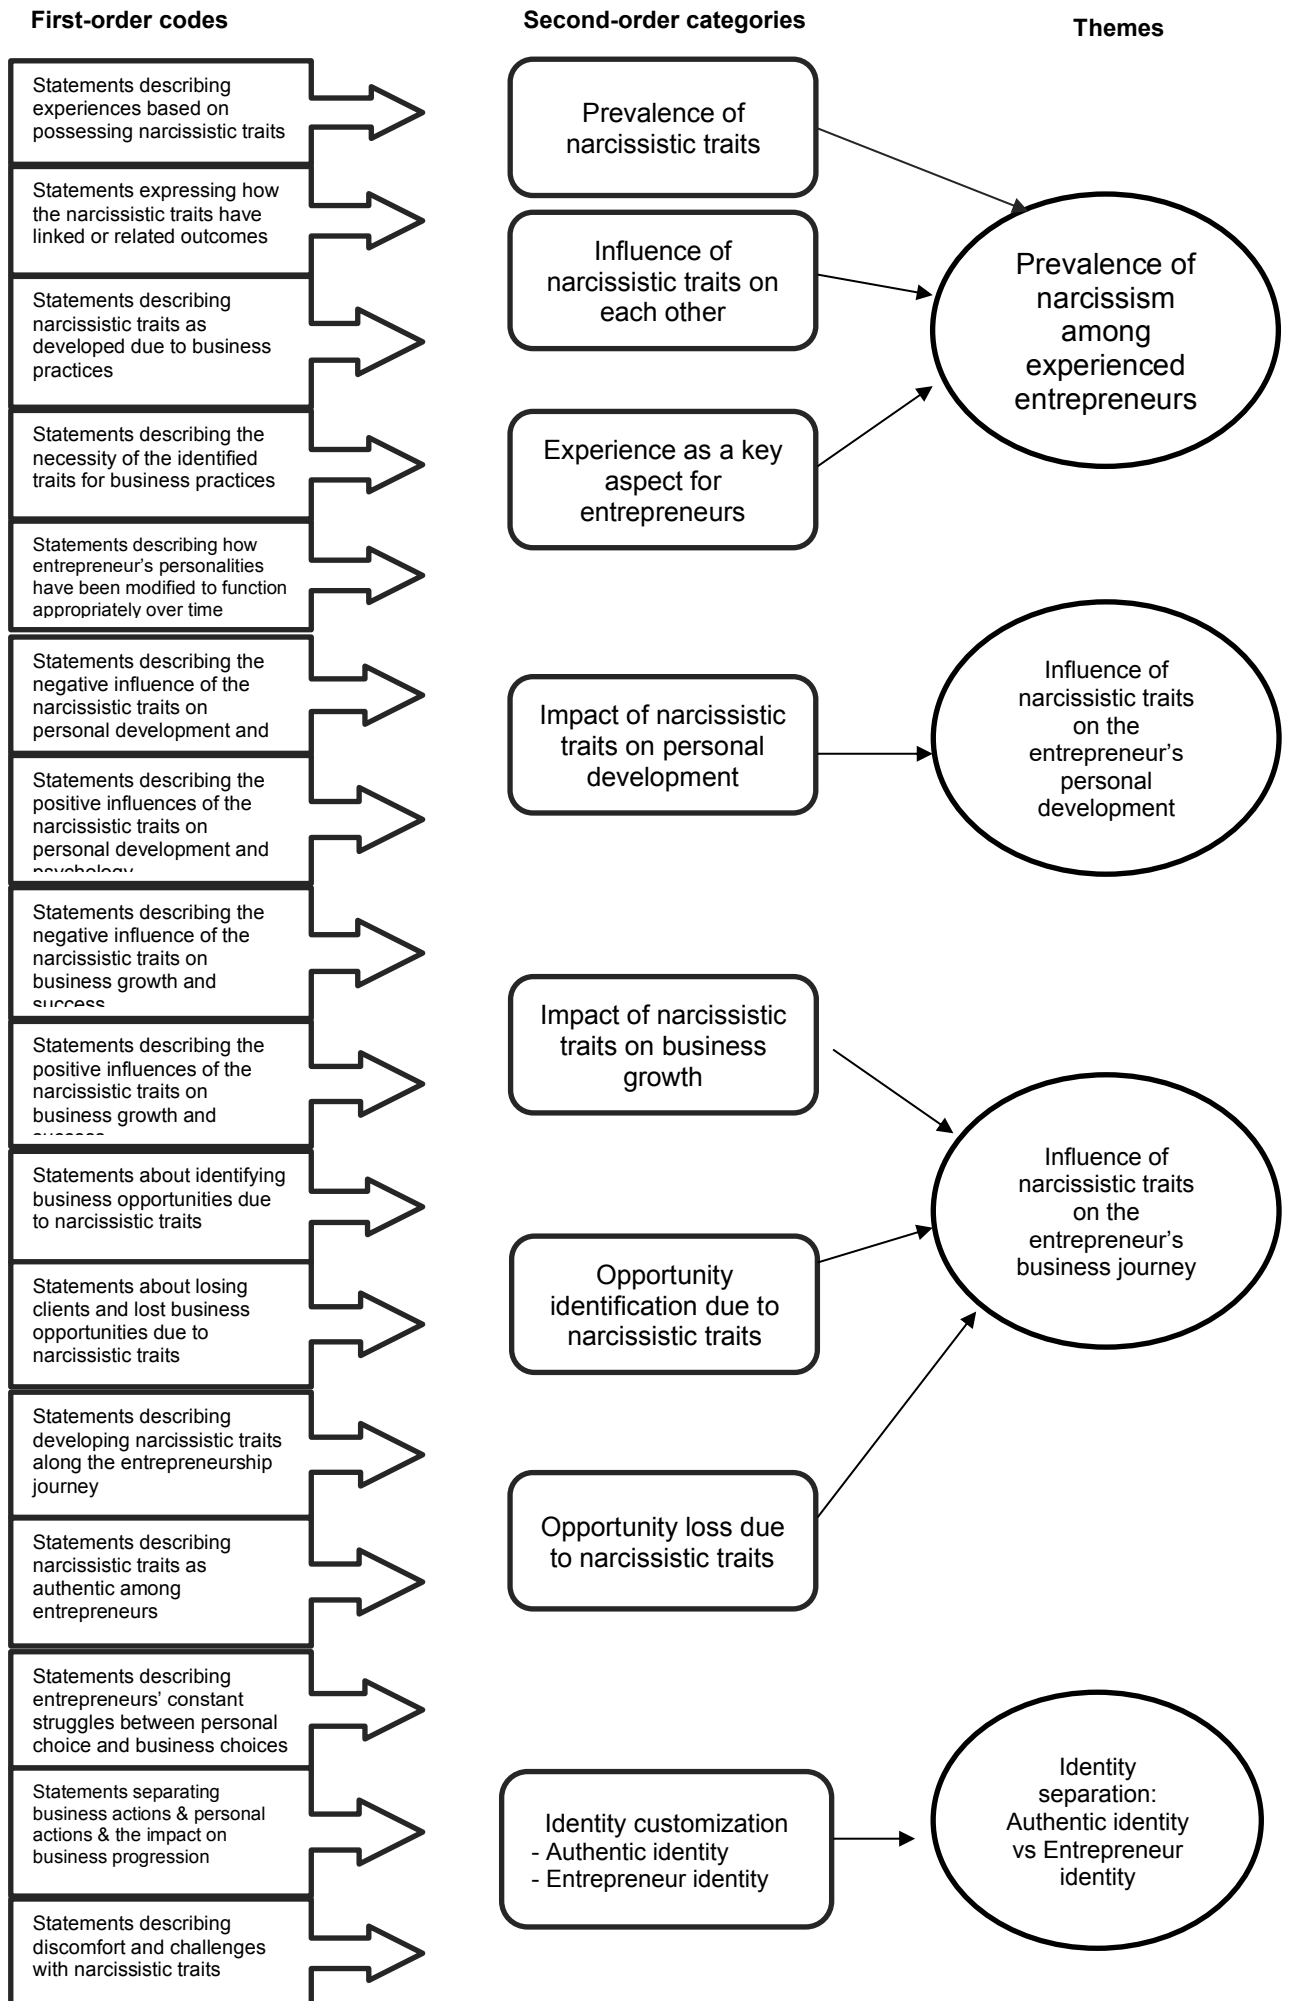 First-order codes
Second-order categories
Themes
Statements describing
experiences based on
possessing narcissistic traits
Statements expressing how
the narcissistic traits have
linked or related outcomes
Statements describing
narcissistic traits as
developed due to business
practices
Statements describing the
necessity of the identified
traits for business practices
Statements describing how
entrepreneur's personalities
have been modified to function
appropriately over time
Statements describing the
negative influence of the
narcissistic traits on
personal development and
Statements describing the
positive influences of the
narcissistic traits on
personal development and
psychology
Statements describing the
negative influence of the
narcissistic traits on
business growth and
success
Statements describing the
positive influences of the
narcissistic traits on
business growth and
Statements about identifying
business opportunities due
to narcissistic traits
Statements about losing
clients and lost business
opportunities due to
narcissistic traits
Statements describing
developing narcissistic traits
along the entrepreneurship
journey
Statements describing
narcissistic traits as
authentic among
entrepreneurs
Statements describing
entrepreneurs' constant
struggles between personal
choice and business choices
Statements separating
business actions & personal
actions & the impact on
business progression
Statements describing
discomfort and challenges
with narcissistic traits
Prevalence of
narcissistic traits
Influence of
narcissistic traits on
each other
Experience as a key
aspect for
entrepreneurs
Impact of narcissistic
traits on personal
development
Impact of narcissistic
traits on business
growth
Opportunity
identification due to
narcissistic traits
Opportunity loss due
to narcissistic traits
Identity customization
- Authentic identity
- Entrepreneur identity
Prevalence of
narcissism
among
experienced
entrepreneurs
Influence of
narcissistic traits
on the
entrepreneur's
personal
development
Influence of
narcissistic traits
on the
entrepreneur's
business journey
Identity
separation:
Authentic identity
vs Entrepreneur
identity